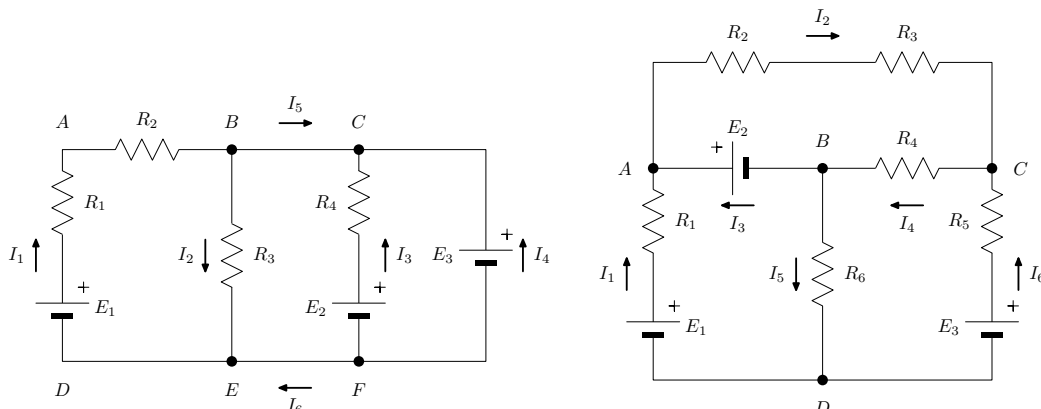 I₅
A
R₂
B
C
R₁
R₃
R₄
I₁
I₂
I₃
I₄
+
E₁
+
E₂
+
E₃
D
E
F
I₆
I₂
R₂
R₃
E₂
+
A
B
R₄
C
I₃
I₄
R₁
R₅
I₁
I₅
R₆
I₆
+
E₁
+
E₃
D